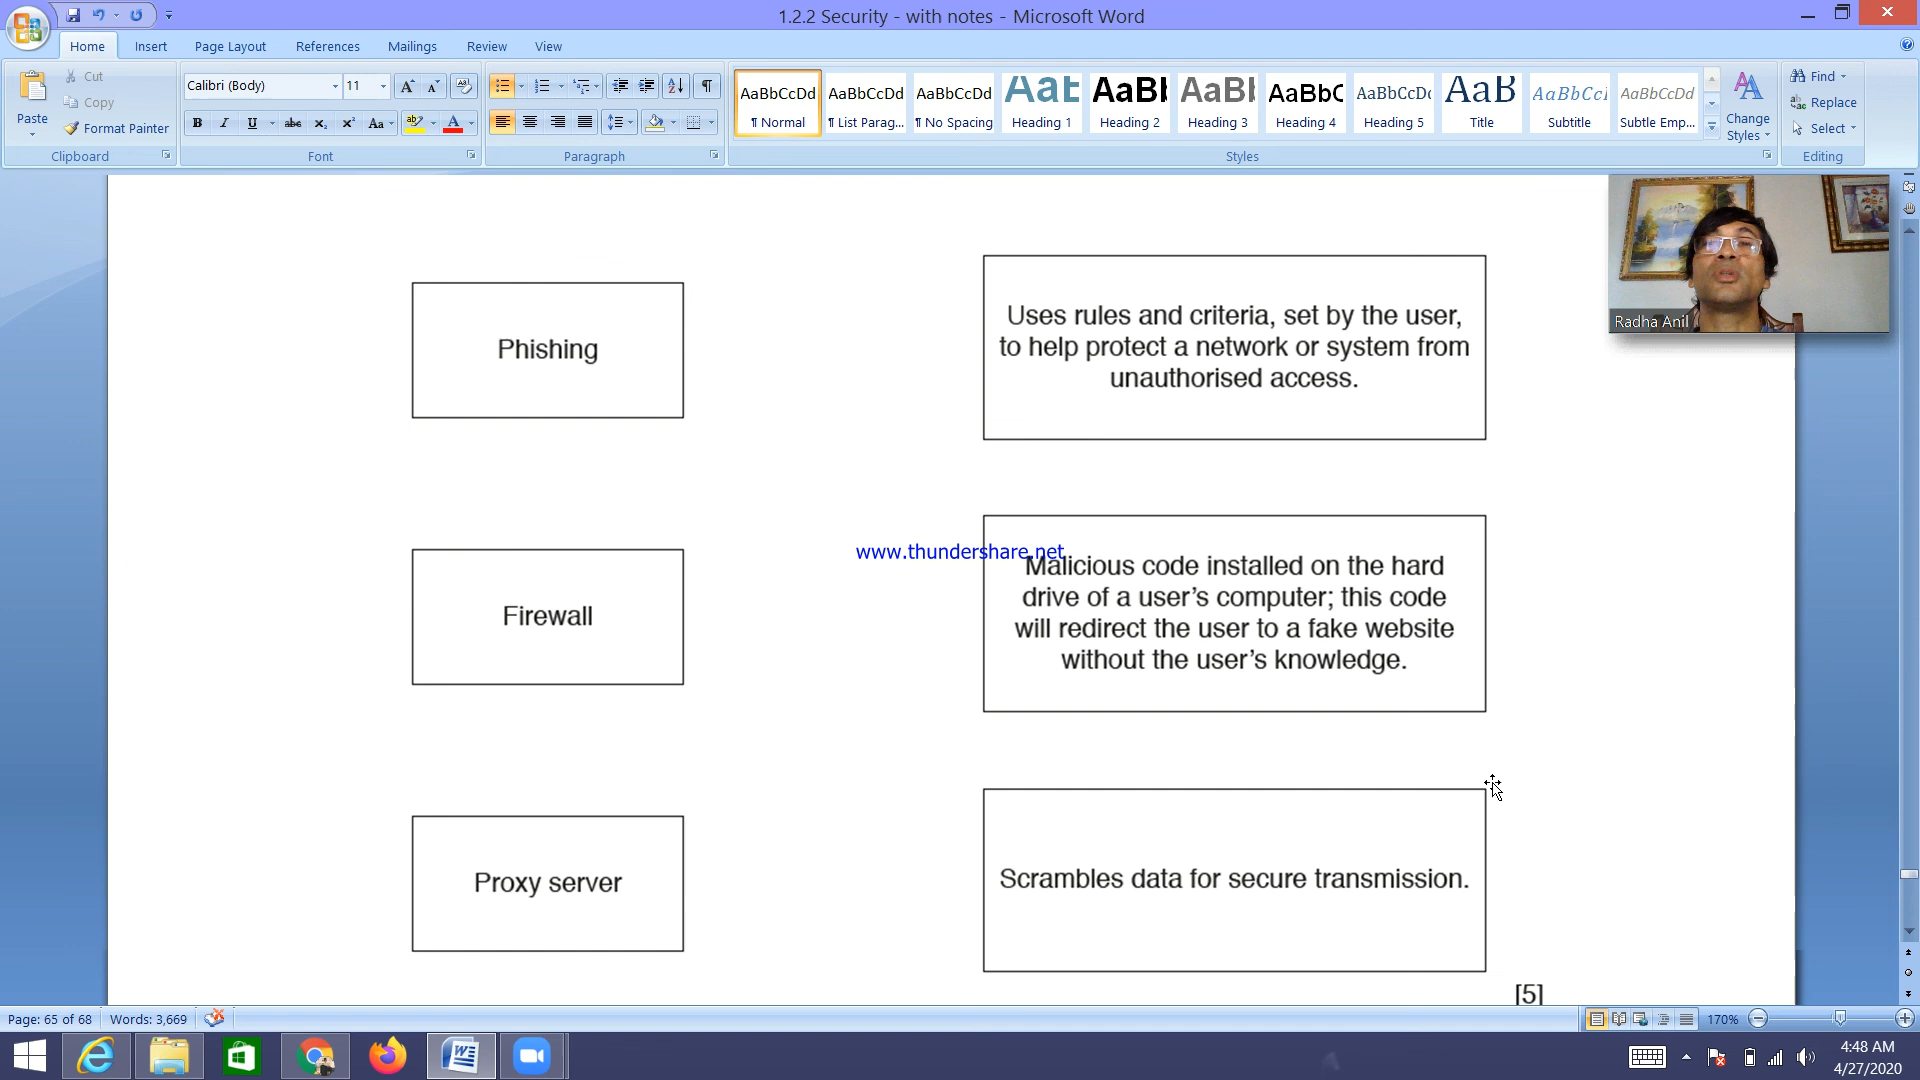 1.2.2 Security - with notes - Microsoft Word
Home Insert Page Layout References Mailings Review View
Paste
Cut
Copy
Format Painter
Clipboard
Calibri (Body) 11
B I U abc x₂ x² Aa
Font
Paragraph
AaBbCcDd ¶ Normal
AaBbCcDd ¶ List Parag...
AaBbCcDd ¶ No Spacing
Heading 1
Heading 2
Heading 3
AaBbC Heading 4
AaBbCcDc Heading 5
AaB Title
AaBbCcI Subtitle
AaBbCcDd Subtle Emp...
Change Styles
Styles
Find
Replace
Select
Editing
Radha Anil
Phishing
Uses rules and criteria, set by the user,
to help protect a network or system from
unauthorised access.
www.thundershare.net
Firewall
Malicious code installed on the hard
drive of a user’s computer; this code
will redirect the user to a fake website
without the user’s knowledge.
Proxy server
Scrambles data for secure transmission.
[5]
Page: 65 of 68 Words: 3,669
170%
4:48 AM
4/27/2020